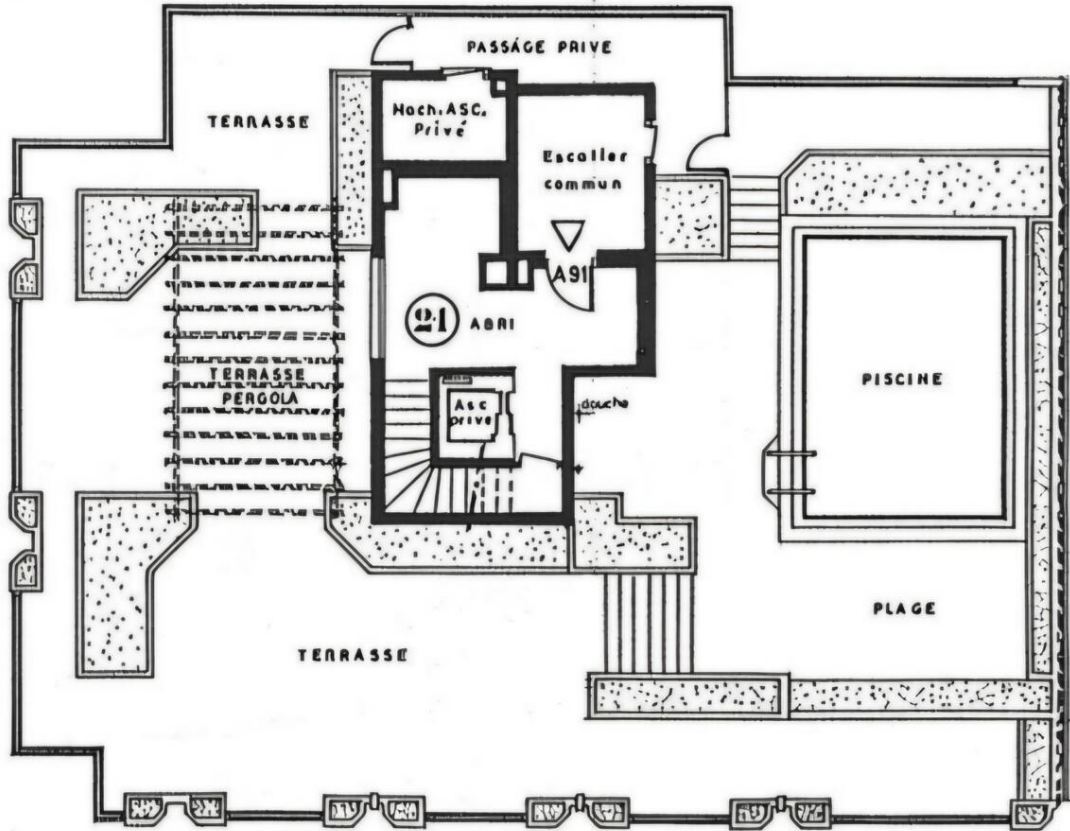 PASSAGE PRIVE
TERRASSE
Mach. ASC.
Privé
Escalier
commun
A91
21
ABRI
TERRASSE
PERGOLA
Asc
privé
douche
PISCINE
PLAGE
TERRASSE